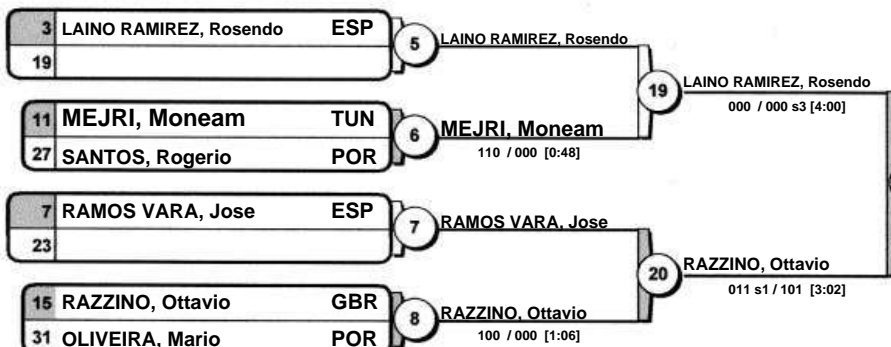 3 LAINO RAMIREZ, Rosendo ESP
19
5
LAINO RAMIREZ, Rosendo
11 MEJRI, Moneam TUN
27 SANTOS, Rogerio POR
6
MEJRI, Moneam
110 / 000 [0:48]
19
LAINO RAMIREZ, Rosendo
000 / 000 s3 [4:00]
7 RAMOS VARA, Jose ESP
23
7
RAMOS VARA, Jose
15 RAZZINO, Ottavio GBR
31 OLIVEIRA, Mario POR
8
RAZZINO, Ottavio
100 / 000 [1:06]
20
RAZZINO, Ottavio
011 s1 / 101 [3:02]